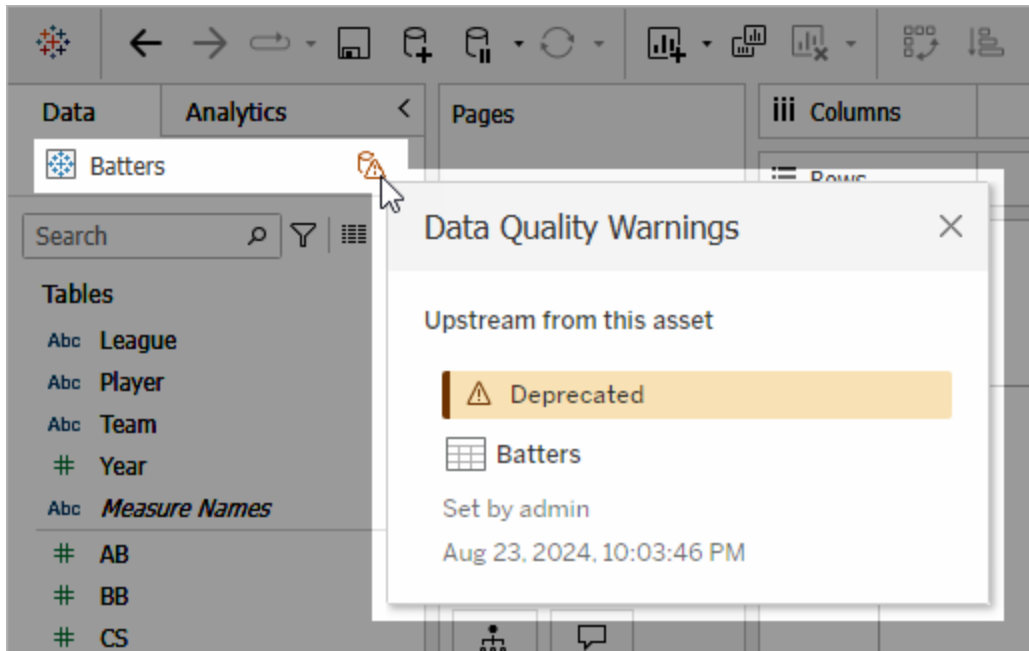 Data
Analytics
Pages
Columns
Batters
Rows
Search
Data Quality Warnings
Tables
Upstream from this asset
Abc League
Abc Player
Deprecated
Abc Team
# Year
Batters
Abc Measure Names
Set by admin
# AB
Aug 23, 2024, 10:03:46 PM
# BB
# CS